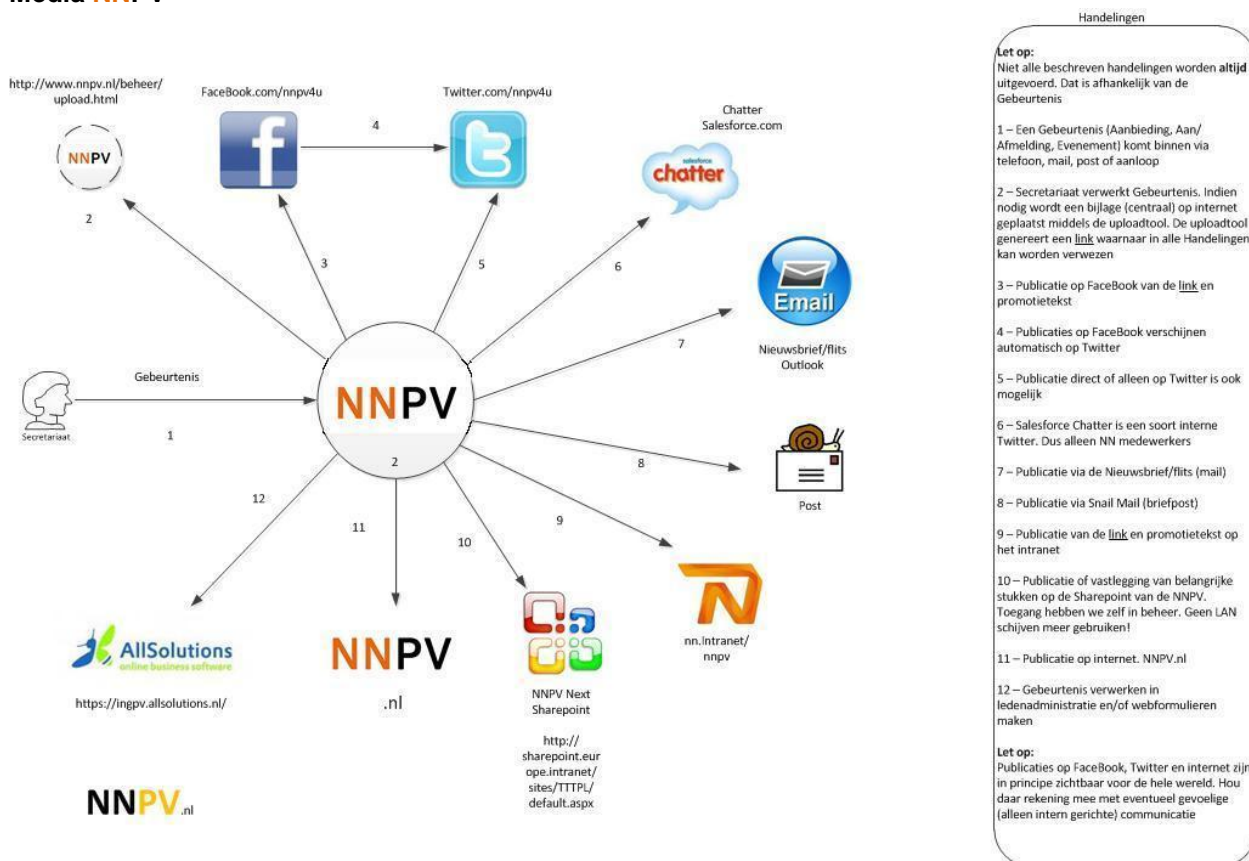 Media NNPV
http://www.nnpv.nl/beheer/
upload.html
NNPV
2
FaceBook.com/nnpv4u
4
Twitter.com/nnpv4u
Chatter
Salesforce.com
salesforce
chatter
3
5
6
Email
Nieuwsbrief/flits
Outlook
7
Gebeurtenis
1
Secretariaat
NNPV
2
8
Post
12
11
10
9
AllSolutions
online business software
https://ingpv.allsolutions.nl/
NNPV
.nl
NNPV Next
Sharepoint
http://
sharepoint.eur
ope.intranet/
sites/TTTPL/
default.aspx
nn.Intranet/
nnpv
NNPV.nl
Handelingen
Let op:
Niet alle beschreven handelingen worden altijd
uitgevoerd. Dat is afhankelijk van de
Gebeurtenis
1 – Een Gebeurtenis (Aanbieding, Aan/
Afmelding, Evenement) komt binnen via
telefoon, mail, post of aanloop
2 – Secretariaat verwerkt Gebeurtenis. Indien
nodig wordt een bijlage (centraal) op internet
geplaatst middels de uploadtool. De uploadtool
genereert een link waarnaar in alle Handelingen
kan worden verwezen
3 – Publicatie op FaceBook van de link en
promotietekst
4 – Publicaties op FaceBook verschijnen
automatisch op Twitter
5 – Publicatie direct of alleen op Twitter is ook
mogelijk
6 – Salesforce Chatter is een soort interne
Twitter. Dus alleen NN medewerkers
7 – Publicatie via de Nieuwsbrief/flits (mail)
8 – Publicatie via Snail Mail (briefpost)
9 – Publicatie van de link en promotietekst op
het intranet
10 – Publicatie of vastlegging van belangrijke
stukken op de Sharepoint van de NNPV.
Toegang hebben we zelf in beheer. Geen LAN
schijven meer gebruiken!
11 – Publicatie op internet. NNPV.nl
12 – Gebeurtenis verwerken in
ledenadministratie en/of webformulieren
maken
Let op:
Publicaties op FaceBook, Twitter en internet zijn
in principe zichtbaar voor de hele wereld. Hou
daar rekening mee met eventueel gevoelige
(alleen intern gerichte) communicatie